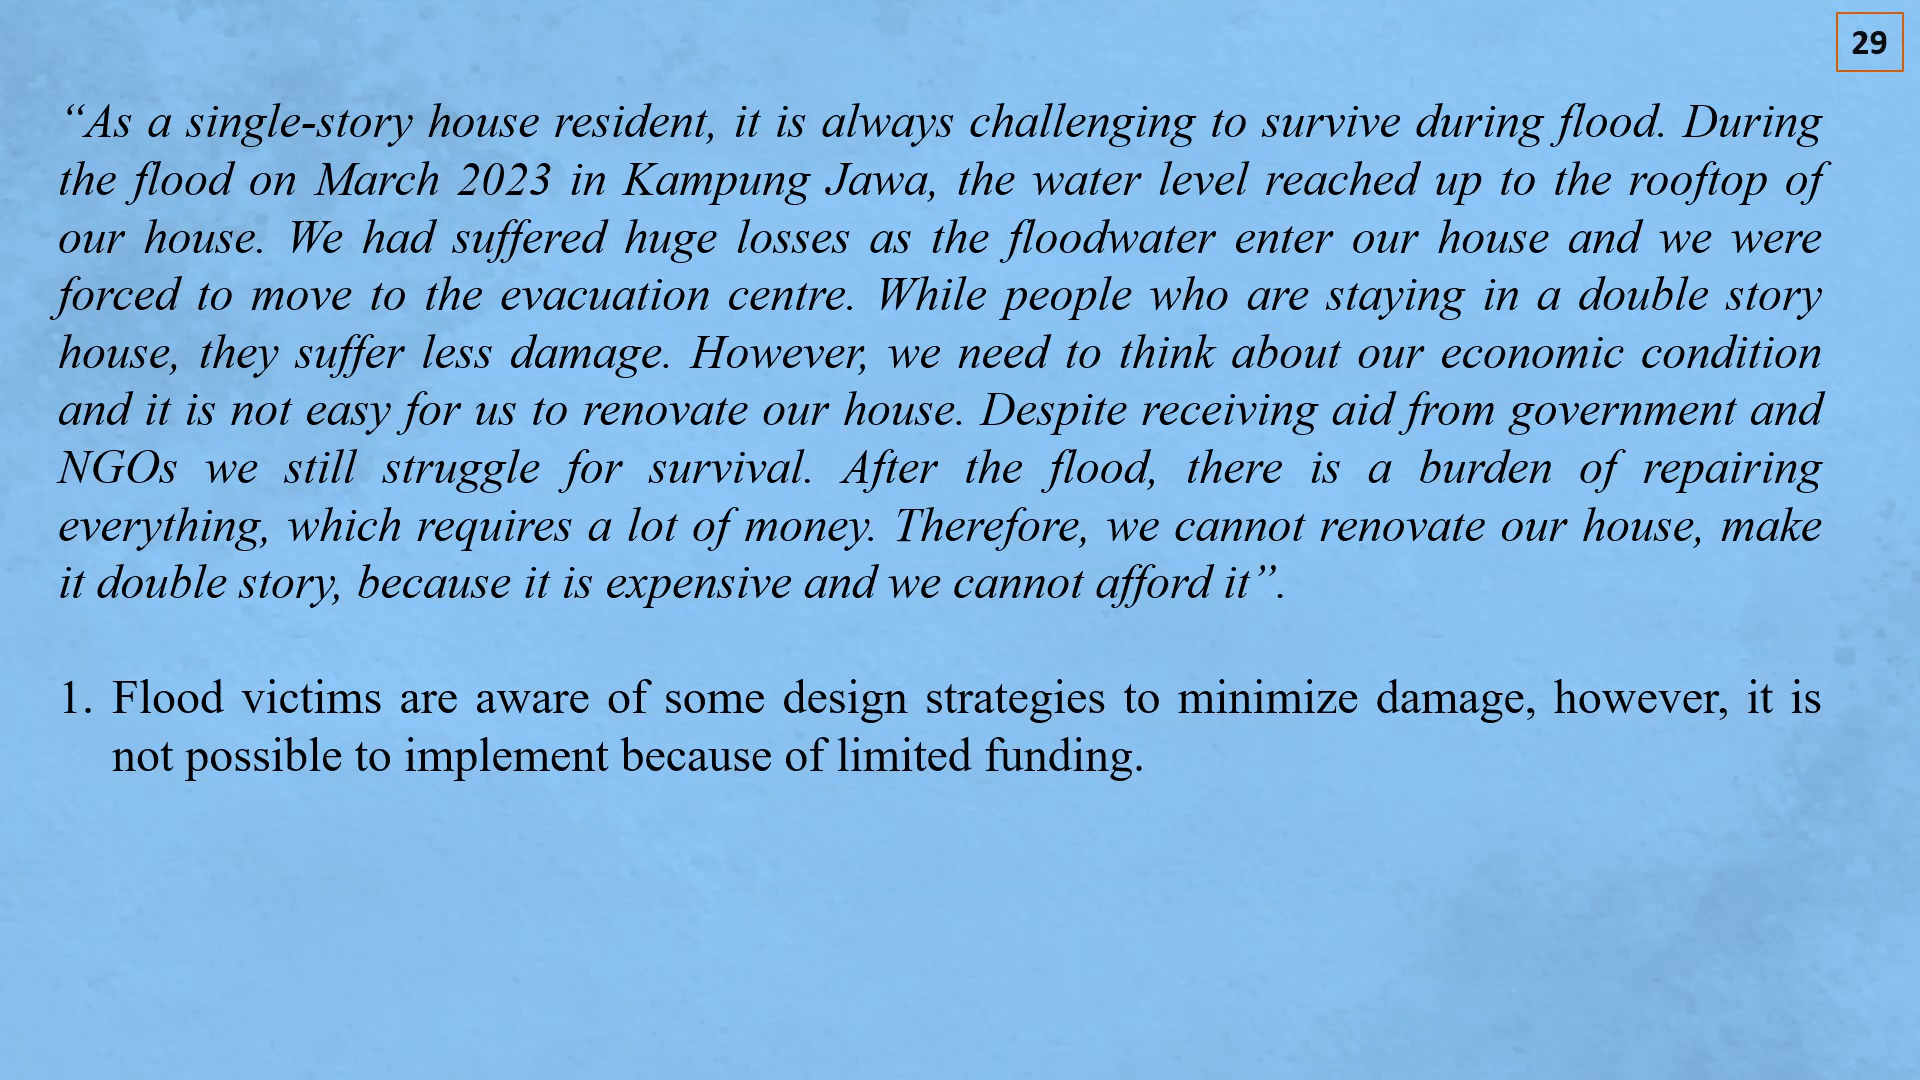 29
“As a single-story house resident, it is always challenging to survive during flood. During
the flood on March 2023 in Kampung Jawa, the water level reached up to the rooftop of
our house. We had suffered huge losses as the floodwater enter our house and we were
forced to move to the evacuation centre. While people who are staying in a double story
house, they suffer less damage. However, we need to think about our economic condition
and it is not easy for us to renovate our house. Despite receiving aid from government and
NGOs we still struggle for survival. After the flood, there is a burden of repairing
everything, which requires a lot of money. Therefore, we cannot renovate our house, make
it double story, because it is expensive and we cannot afford it”.
1. Flood victims are aware of some design strategies to minimize damage, however, it is
not possible to implement because of limited funding.